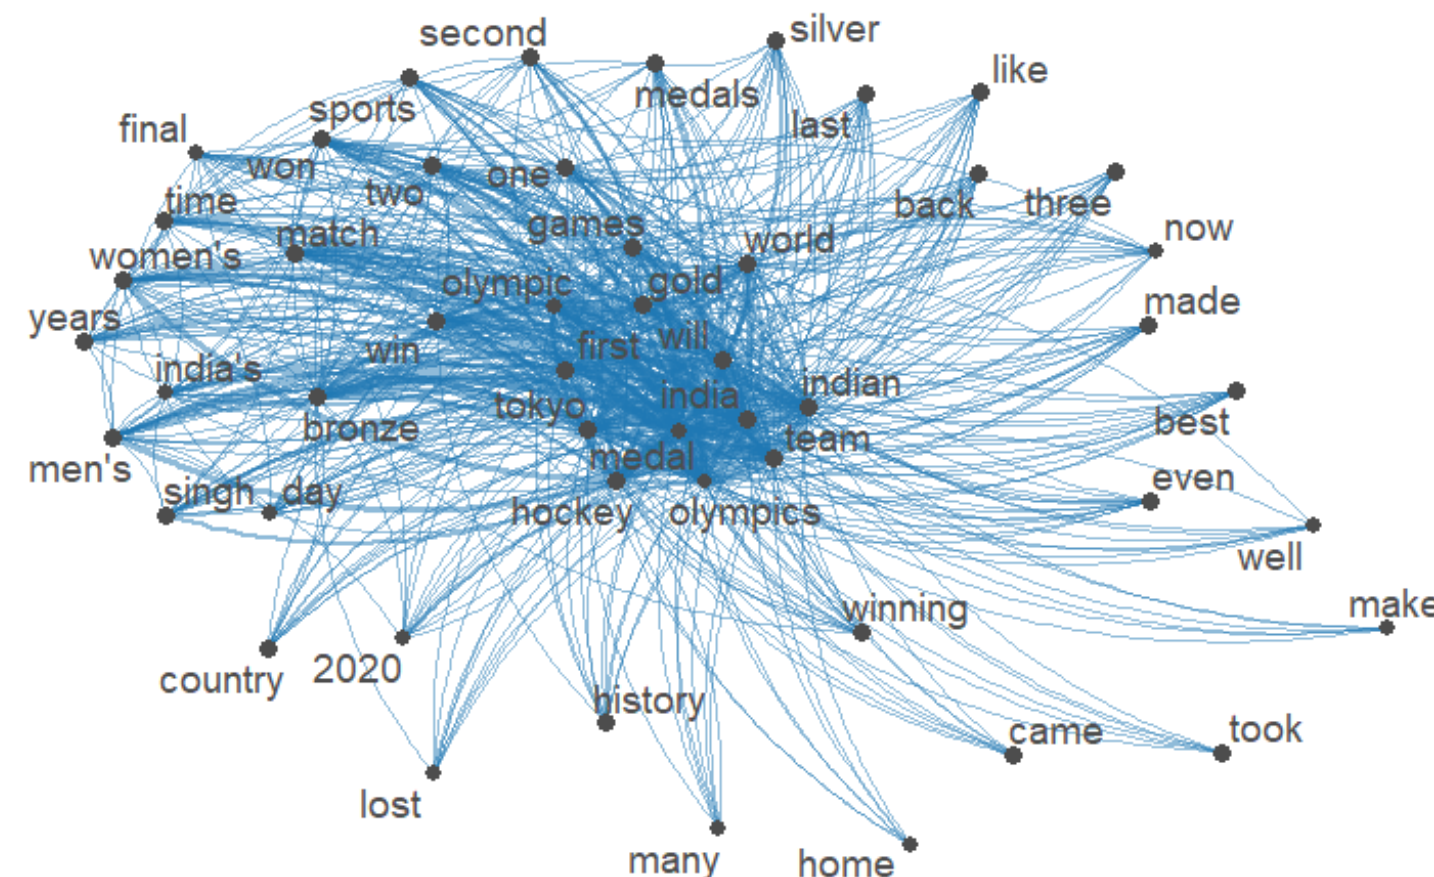 second
silver
like
medals
sports
last
final
won
two
one
time
back
three
games
now
match
world
women's
olympic
gold
made
years
will
first
win
india's
indian
india
tokyo
best
bronze
team
medal
men's
even
singh
day
hockey
olympics
well
winning
make
country
2020
history
came
took
lost
many
home